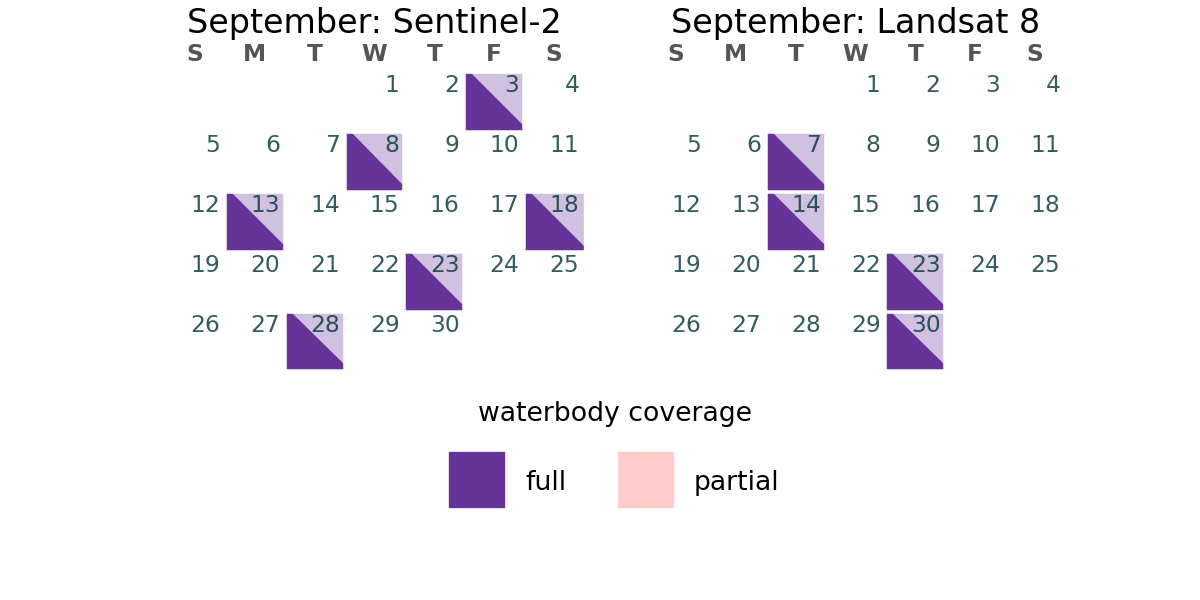 September: Sentinel-2
S M T W T F S
1 2 3 4
5 6 7 8 9 10 11
12 13 14 15 16 17 18
19 20 21 22 23 24 25
26 27 28 29 30
September: Landsat 8
S M T W T F S
1 2 3 4
5 6 7 8 9 10 11
12 13 14 15 16 17 18
19 20 21 22 23 24 25
26 27 28 29 30
waterbody coverage
full partial